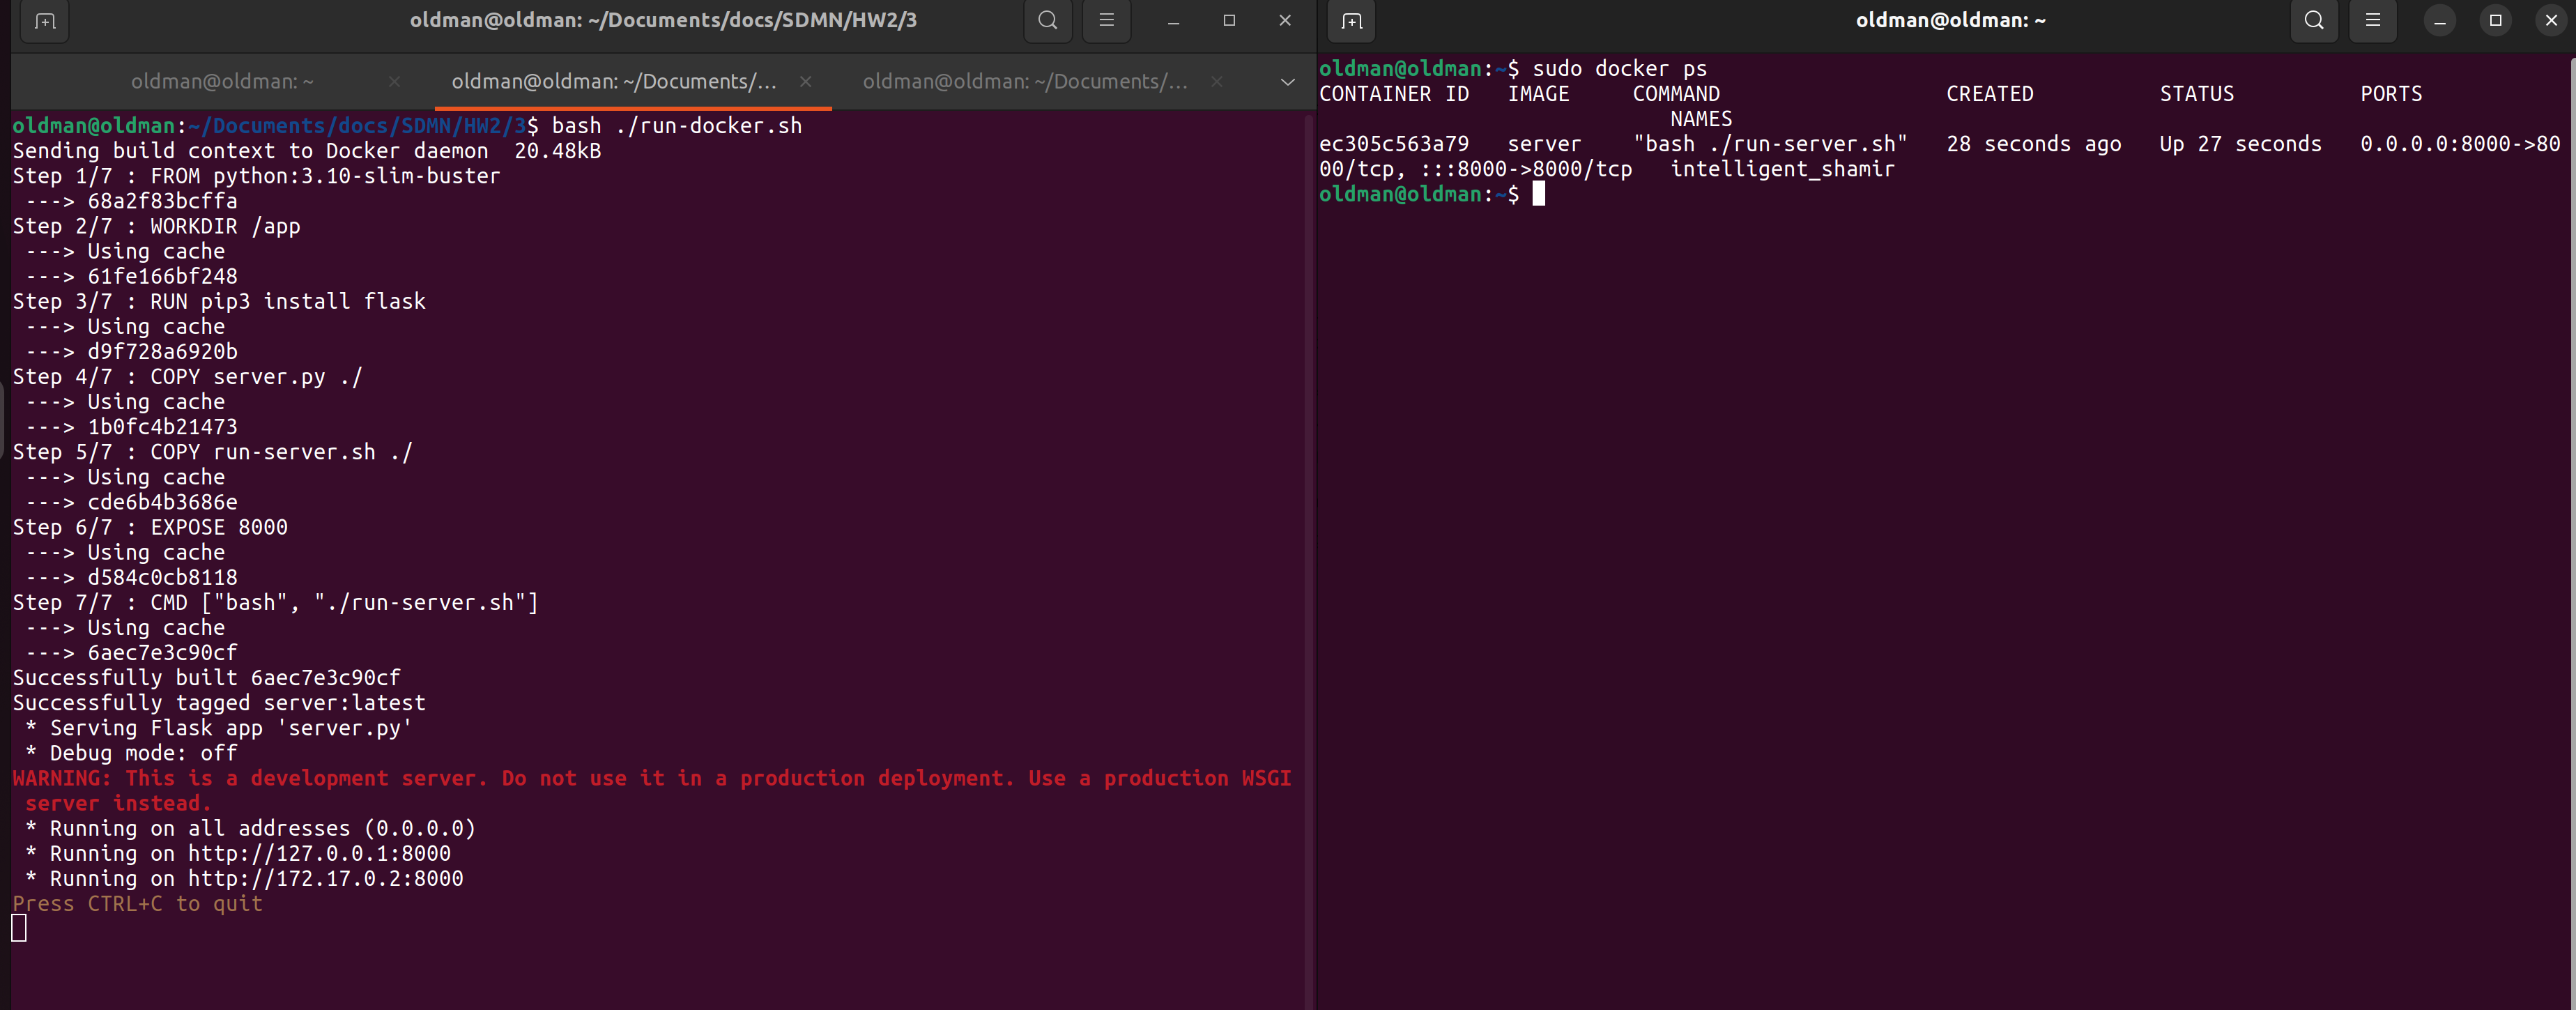 oldman@oldman: ~/Documents/docs/SDMN/HW2/3
oldman@oldman: ~
oldman@oldman: ~/Documents/...
oldman@oldman: ~/Documents/...
oldman@oldman:~/Documents/docs/SDMN/HW2/3$ bash ./run-docker.sh
Sending build context to Docker daemon  20.48kB
Step 1/7 : FROM python:3.10-slim-buster
 ---> 68a2f83bcffa
Step 2/7 : WORKDIR /app
 ---> Using cache
 ---> 61fe166bf248
Step 3/7 : RUN pip3 install flask
 ---> Using cache
 ---> d9f728a6920b
Step 4/7 : COPY server.py ./
 ---> Using cache
 ---> 1b0fc4b21473
Step 5/7 : COPY run-server.sh ./
 ---> Using cache
 ---> cde6b4b3686e
Step 6/7 : EXPOSE 8000
 ---> Using cache
 ---> d584c0cb8118
Step 7/7 : CMD ["bash", "./run-server.sh"]
 ---> Using cache
 ---> 6aec7e3c90cf
Successfully built 6aec7e3c90cf
Successfully tagged server:latest
 * Serving Flask app 'server.py'
 * Debug mode: off
WARNING: This is a development server. Do not use it in a production deployment. Use a production WSGI
 server instead.
 * Running on all addresses (0.0.0.0)
 * Running on http://127.0.0.1:8000
 * Running on http://172.17.0.2:8000
Press CTRL+C to quit
oldman@oldman: ~
oldman@oldman:~$ sudo docker ps
CONTAINER ID   IMAGE     COMMAND                  CREATED          STATUS          PORTS
                            NAMES
ec305c563a79   server    "bash ./run-server.sh"   28 seconds ago   Up 27 seconds   0.0.0.0:8000->80
00/tcp, :::8000->8000/tcp   intelligent_shamir
oldman@oldman:~$